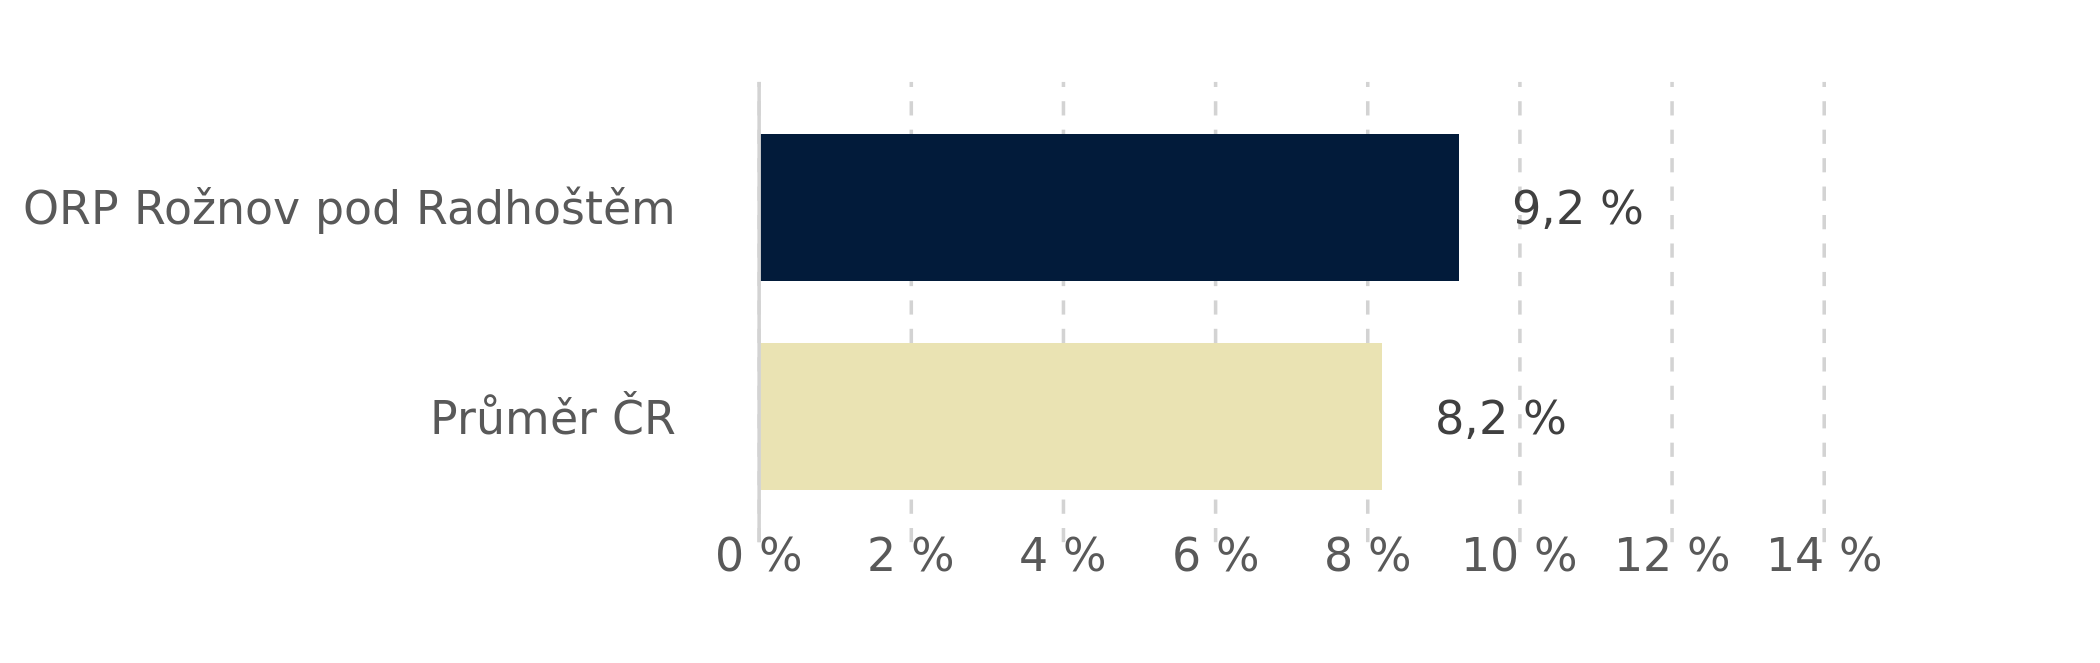 ORP Rožnov pod Radhoštěm 9,2 %
Průměr ČR 8,2 %
0 % 2 % 4 % 6 % 8 % 10 % 12 % 14 %